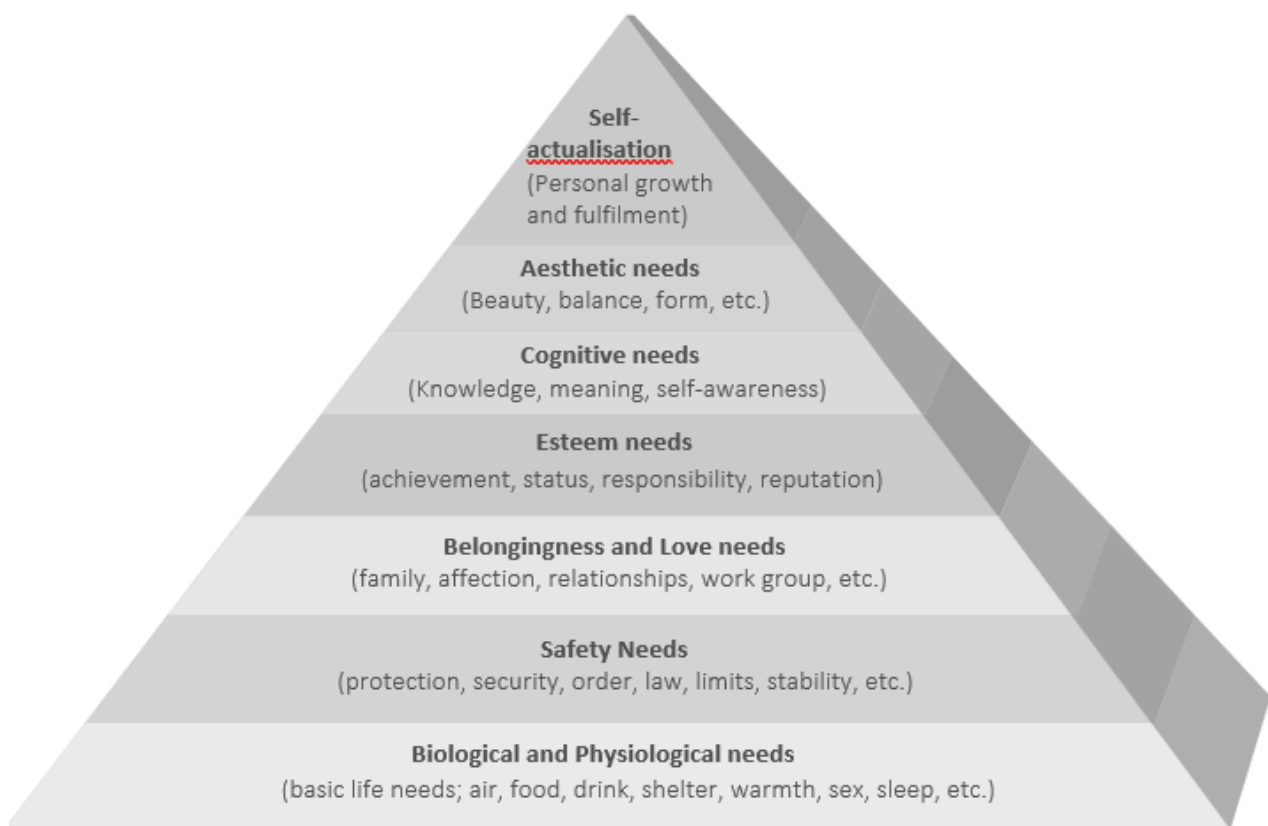 Self-
actualisation
(Personal growth
and fulfilment)
Aesthetic needs
(Beauty, balance, form, etc.)
Cognitive needs
(Knowledge, meaning, self-awareness)
Esteem needs
(achievement, status, responsibility, reputation)
Belongingness and Love needs
(family, affection, relationships, work group, etc.)
Safety Needs
(protection, security, order, law, limits, stability, etc.)
Biological and Physiological needs
(basic life needs; air, food, drink, shelter, warmth, sex, sleep, etc.)